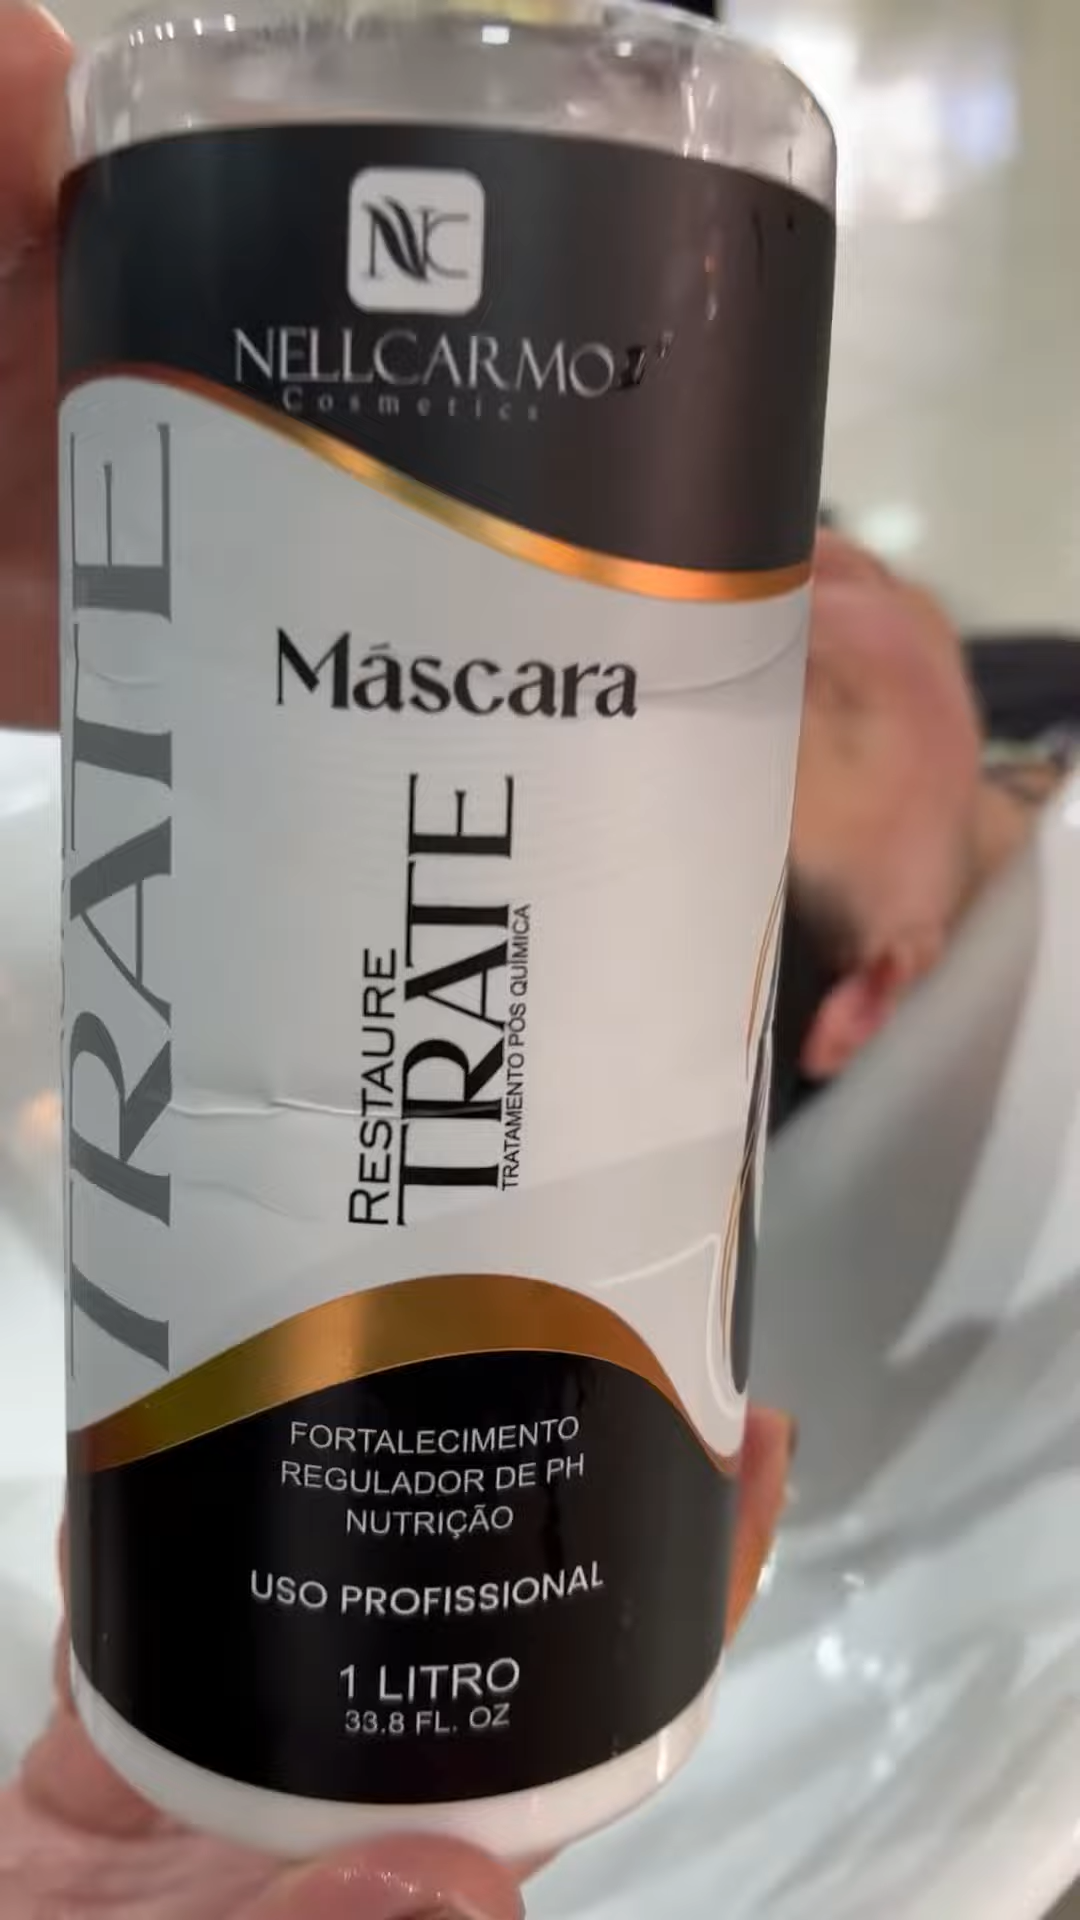 NC
NELLCARMO
Cosmetics
TRATE
Máscara
RESTAURE
TRATE
TRATAMENTO PÓS QUÍMICA
FORTALECIMENTO
REGULADOR DE PH
NUTRIÇÃO
USO PROFISSIONAL
1 LITRO
33.8 FL. OZ